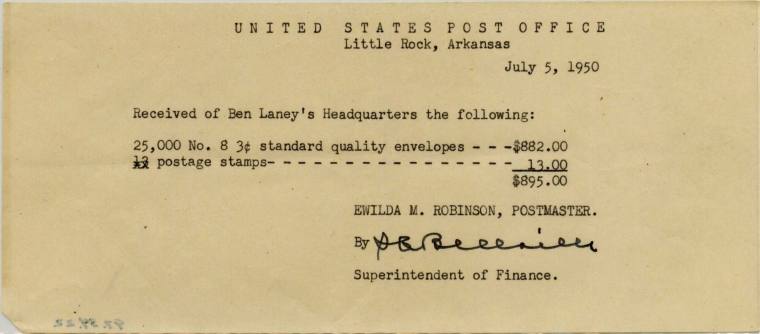 UNITED STATES POST OFFICE
Little Rock, Arkansas
July 5, 1950
Received of Ben Laney's Headquarters the following:
25,000 No. 8 3¢ standard quality envelopes - - -$882.00
postage stamps- - - - - - - - - - - - - - - - - 13.00
$895.00
EWILDA M. ROBINSON, POSTMASTER.
By
Superintendent of Finance.